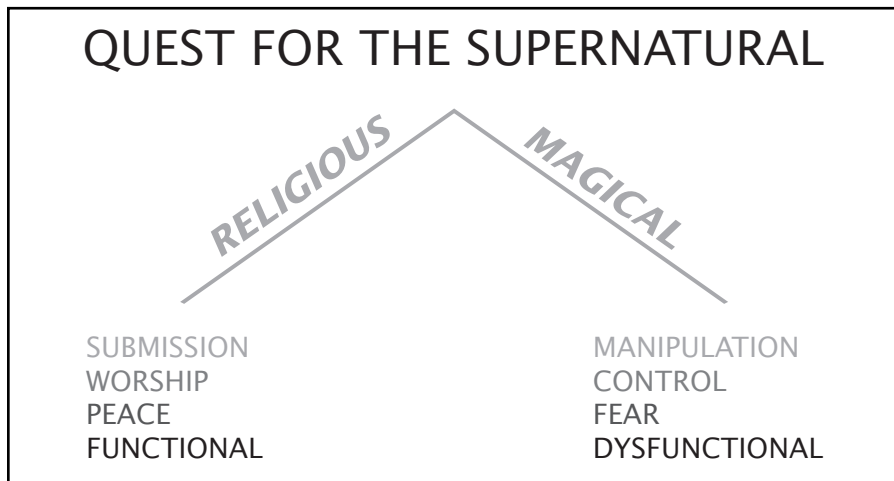 QUEST FOR THE SUPERNATURAL
RELIGIOUS
MAGICAL
SUBMISSION
WORSHIP
PEACE
FUNCTIONAL
MANIPULATION
CONTROL
FEAR
DYSFUNCTIONAL